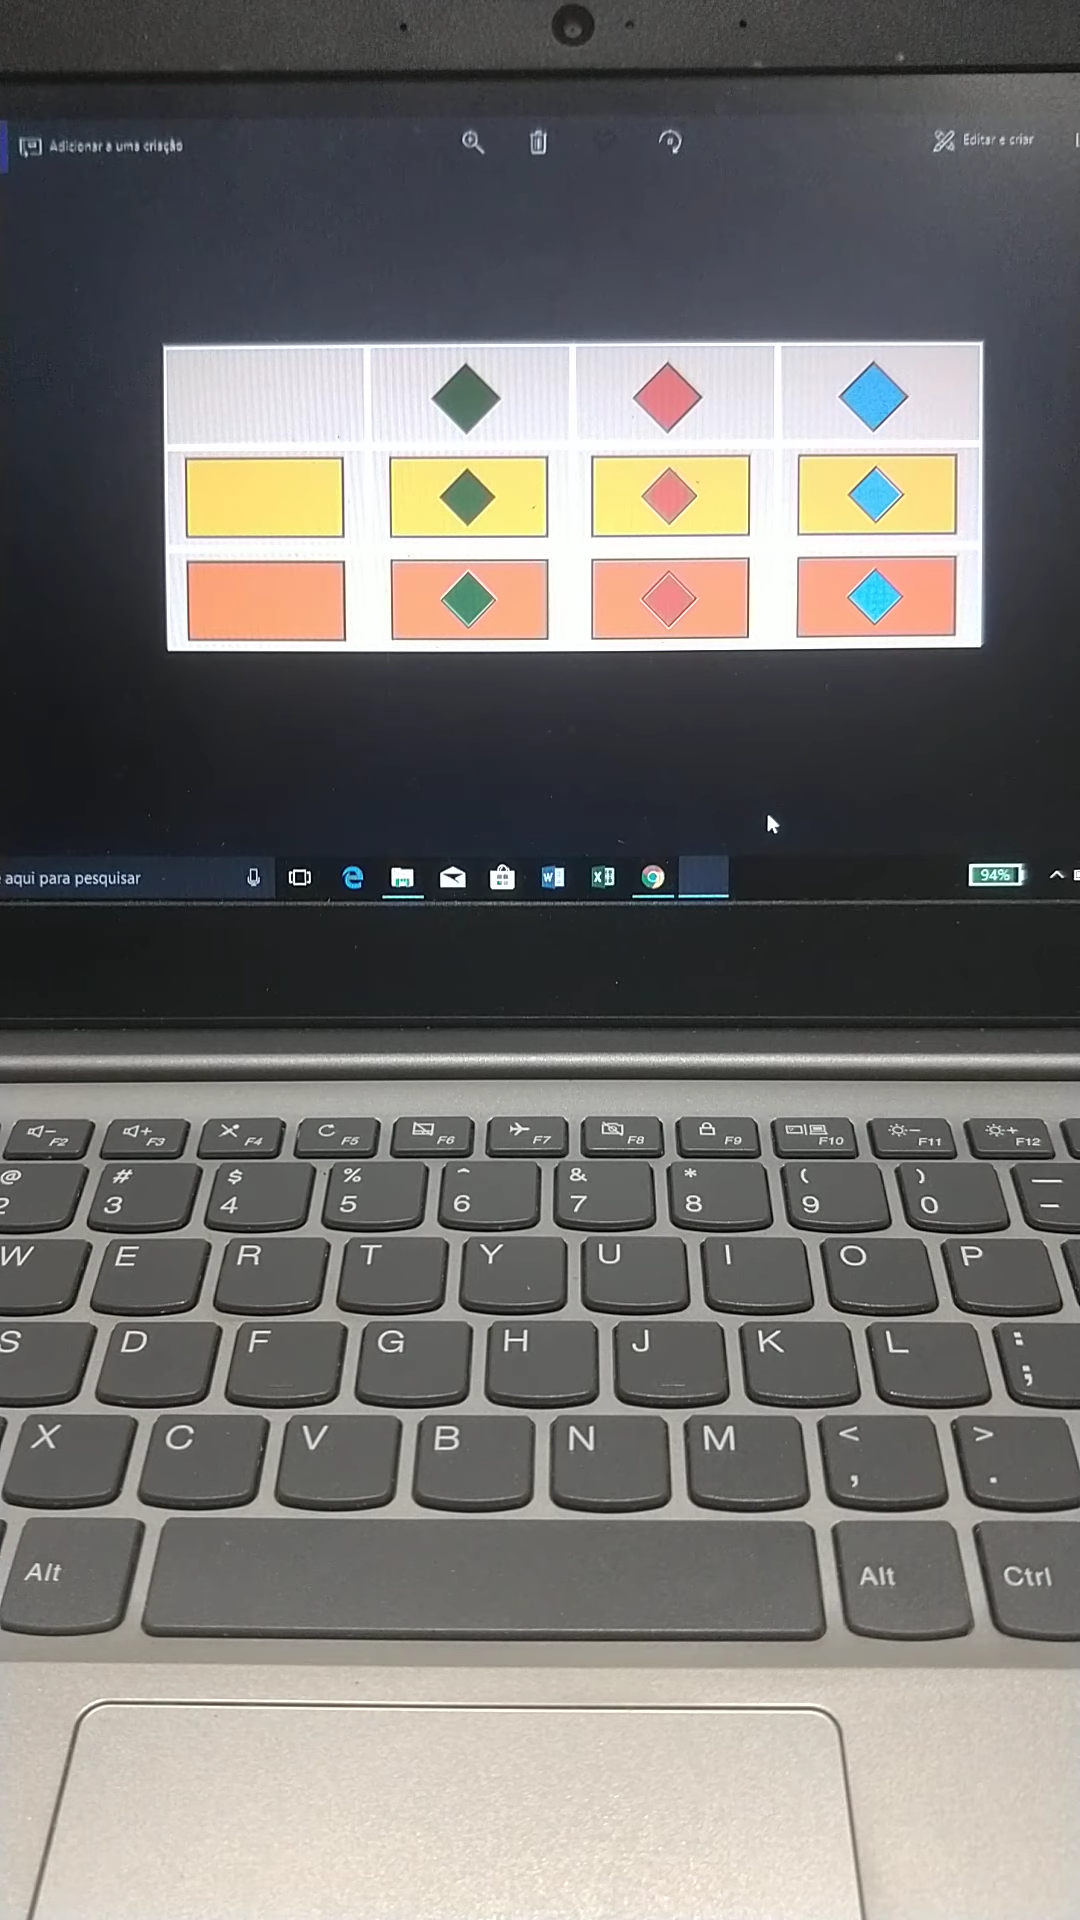 Adicionar a uma criação
Editar e criar
aqui para pesquisar
94%
F2 F3 F4 F5 F6 F7 F8 F9 F10 F11 F12
@ # $ % ^ & * ( ) —
2 3 4 5 6 7 8 9 0 –
W E R T Y U I O P
S D F G H J K L : ;
X C V B N M < , > .
Alt Alt Ctrl